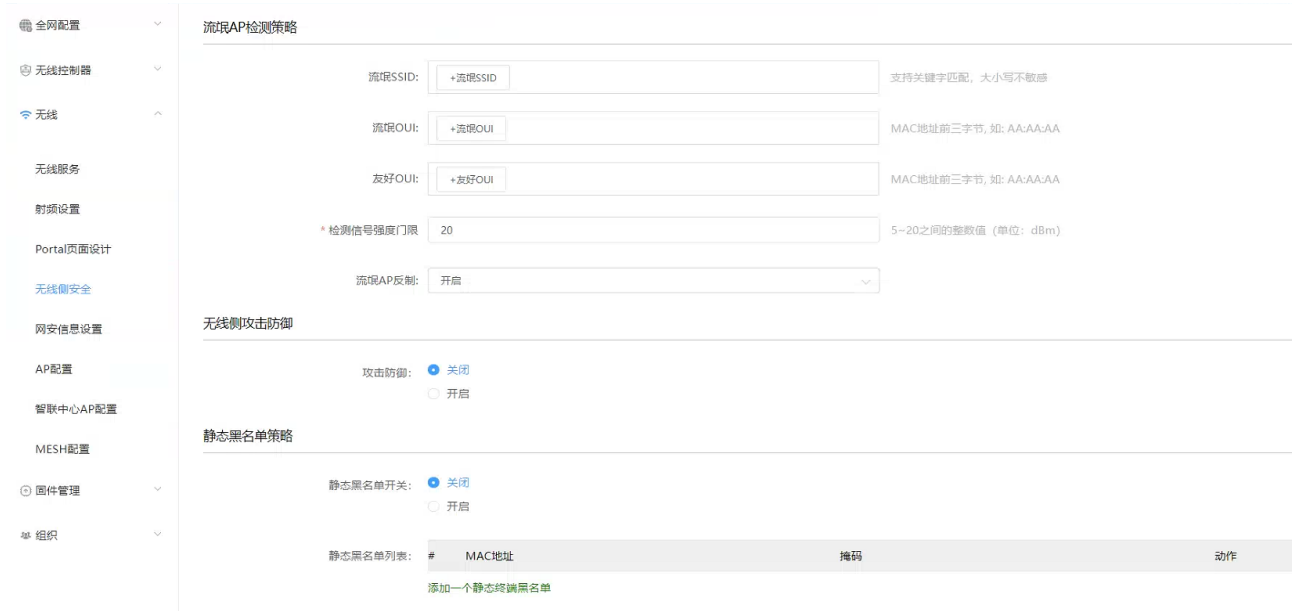 全网配置
无线控制器
无线
无线服务
射频设置
Portal页面设计
无线侧安全
网安信息设置
AP配置
智联中心AP配置
MESH配置
固件管理
组织
流氓AP检测策略
流氓SSID: +流氓SSID 支持关键字匹配，大小写不敏感
流氓OUI: +流氓OUI MAC地址前三字节, 如: AA:AA:AA
友好OUI: +友好OUI MAC地址前三字节, 如: AA:AA:AA
* 检测信号强度门限 20 5~20之间的整数值（单位：dBm）
流氓AP反制: 开启
无线侧攻击防御
攻击防御: 关闭
开启
静态黑名单策略
静态黑名单开关: 关闭
开启
静态黑名单列表: # MAC地址 掩码 动作
添加一个静态终端黑名单